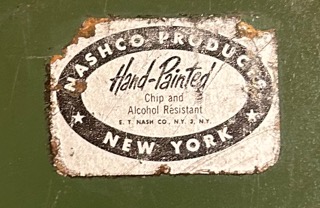 NASHCO PRODUCTS
Hand-Painted
Chip and
Alcohol Resistant
E. T. NASH CO., N.Y. 2, N.Y.
NEW YORK